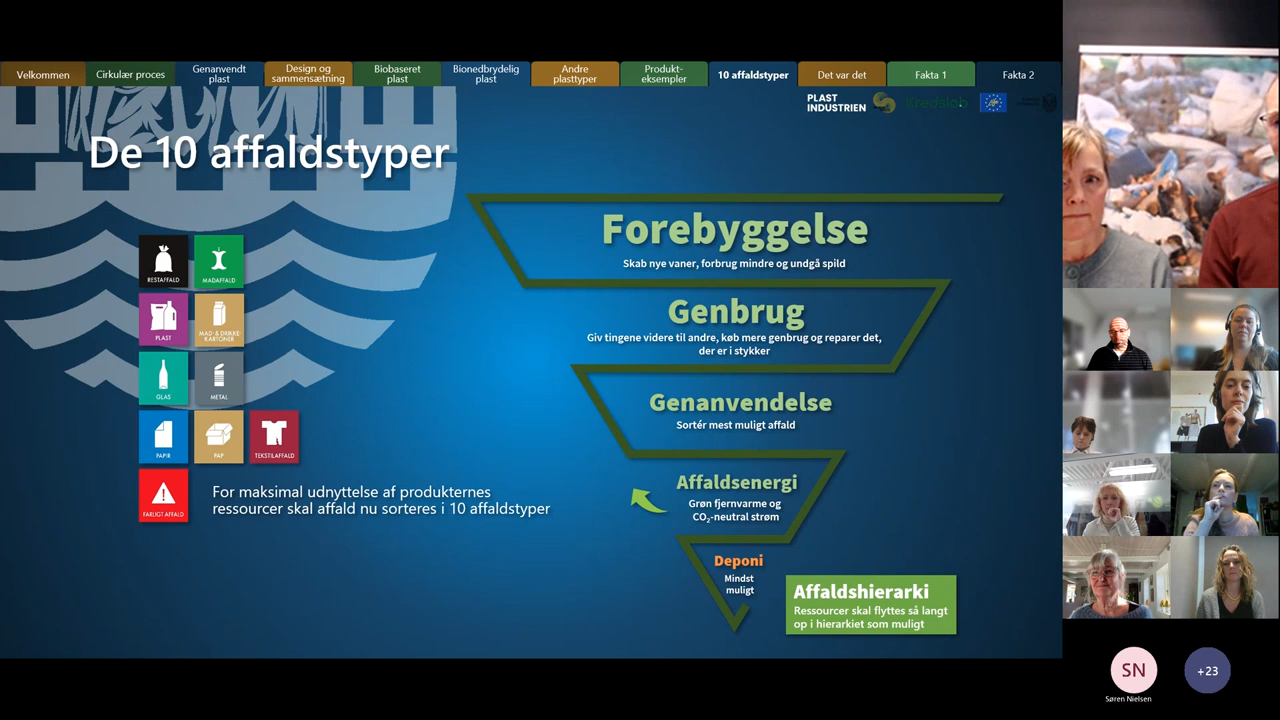 Velkommen
Cirkulær proces
Genanvendt
plast
Design og
sammensætning
Biobaseret
plast
Bionedbrydelig
plast
Andre
plasttyper
Produkt-
eksempler
10 affaldstyper
Det var det
Fakta 1
Fakta 2
PLAST
INDUSTRIEN
Kredsløb
De 10 affaldstyper
RESTAFFALD
MADAFFALD
PLAST
MAD- & DRIKKE-
KARTONER
GLAS
METAL
PAPIR
PAP
TEKSTILAFFALD
FARLIGT AFFALD
For maksimal udnyttelse af produkternes
ressourcer skal affald nu sorteres i 10 affaldstyper
Forebyggelse
Skab nye vaner, forbrug mindre og undgå spild
Genbrug
Giv tingene videre til andre, køb mere genbrug og reparer det,
der er i stykker
Genanvendelse
Sortér mest muligt affald
Affaldsenergi
Grøn fjernvarme og
CO₂-neutral strøm
Deponi
Mindst
muligt
Affaldshierarki
Ressourcer skal flyttes så langt
op i hierarkiet som muligt
SN
+23
Søren Nielsen